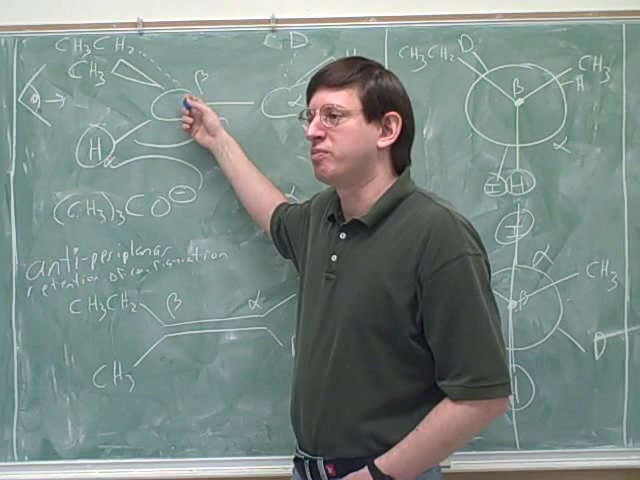 CH3CH2
CH3
β
D
H
α
(CH3)3CO⊖
anti-periplanar
retention of configuration
CH3CH2
β
α
CH3
CH3CH2
D
β
CH3
H
α
I
H
I
α
CH3
β
D